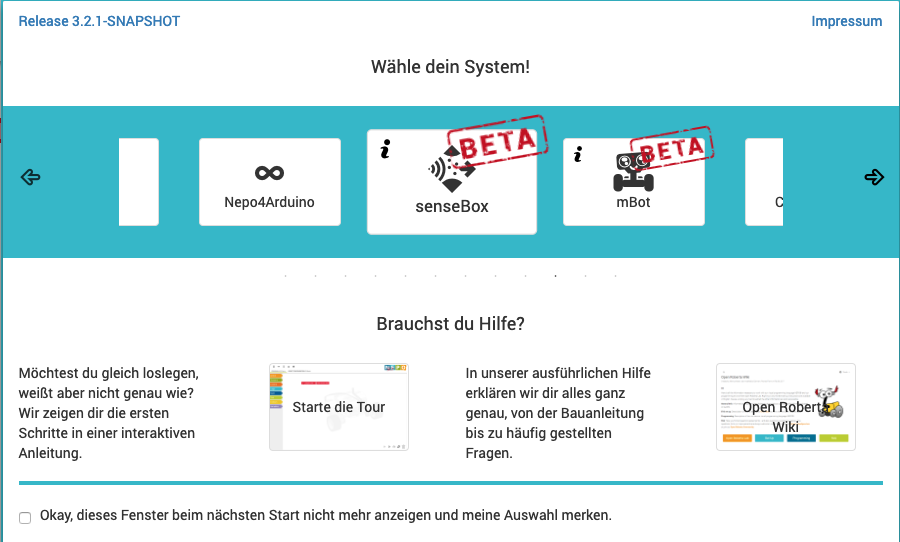 Release 3.2.1-SNAPSHOT
Impressum
Wähle dein System!
Nepo4Arduino
i
BETA
senseBox
i
BETA
mBot
C
Brauchst du Hilfe?
Möchtest du gleich loslegen,
weißt aber nicht genau wie?
Wir zeigen dir die ersten
Schritte in einer interaktiven
Anleitung.
Starte die Tour
In unserer ausführlichen Hilfe
erklären wir dir alles ganz
genau, von der Bauanleitung
bis zu häufig gestellten
Fragen.
Open Robert
Wiki
Okay, dieses Fenster beim nächsten Start nicht mehr anzeigen und meine Auswahl merken.